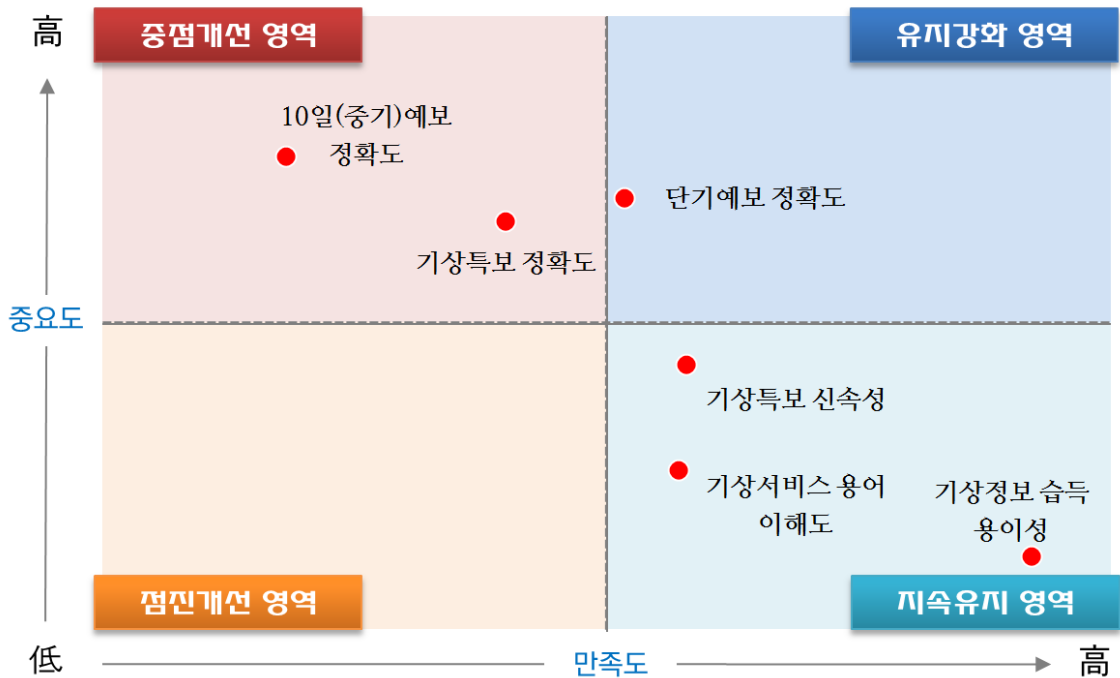 高
중점개선 영역
유지강화 영역
10일(중기)예보
정확도
단기예보 정확도
기상특보 정확도
중요도
기상특보 신속성
기상서비스 용어
이해도
기상정보 습득
용이성
점진개선 영역
지속유지 영역
低
만족도
高